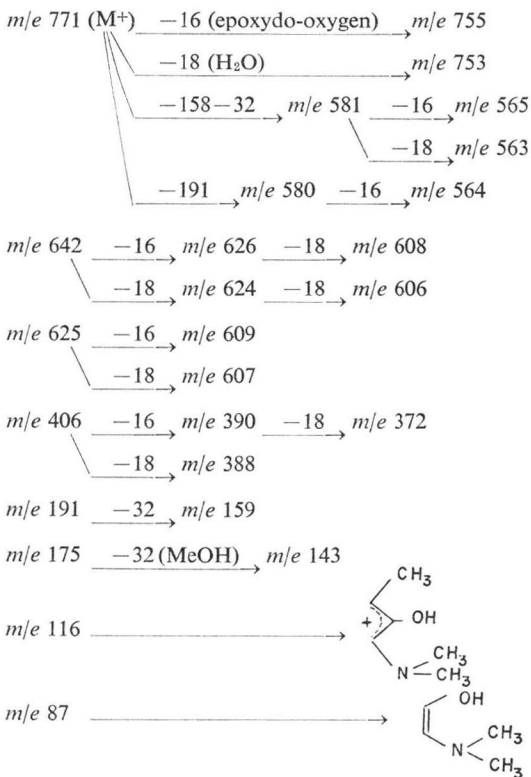 m/e 771 (M+) −16 (epoxydo-oxygen) m/e 755
−18 (H₂O) m/e 753
−158−32 m/e 581 −16 m/e 565
−18 m/e 563
−191 m/e 580 −16 m/e 564
m/e 642 −16 m/e 626 −18 m/e 608
−18 m/e 624 −18 m/e 606
m/e 625 −16 m/e 609
−18 m/e 607
m/e 406 −16 m/e 390 −18 m/e 372
−18 m/e 388
m/e 191 −32 m/e 159
m/e 175 −32 (MeOH) m/e 143
CH₃
m/e 116 + OH
CH₃
N CH₃
m/e 87 OH
CH₃
N
CH₃